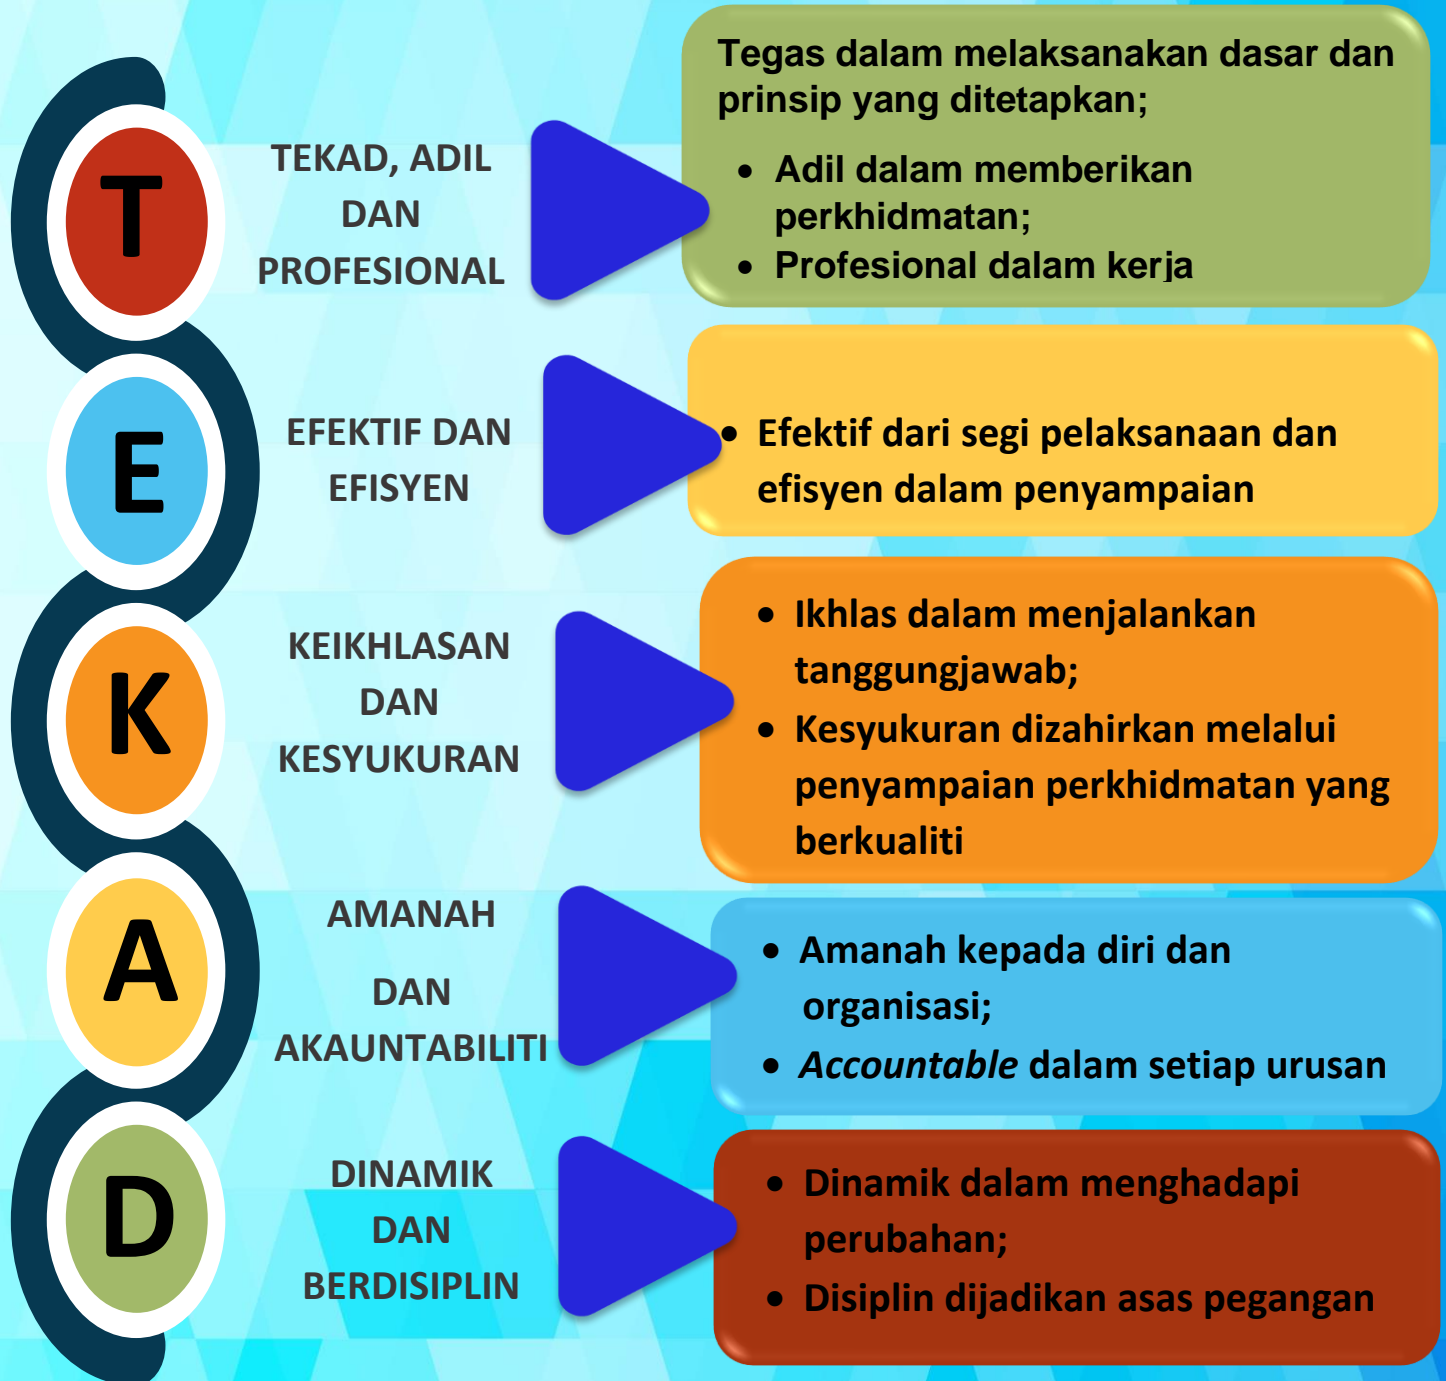 T
TEKAD, ADIL
DAN
PROFESIONAL
Tegas dalam melaksanakan dasar dan
prinsip yang ditetapkan;
• Adil dalam memberikan
perkhidmatan;
• Profesional dalam kerja
E
EFEKTIF DAN
EFISYEN
• Efektif dari segi pelaksanaan dan
efisyen dalam penyampaian
K
KEIKHLASAN
DAN
KESYUKURAN
• Ikhlas dalam menjalankan
tanggungjawab;
• Kesyukuran dizahirkan melalui
penyampaian perkhidmatan yang
berkualiti
A
AMANAH
DAN
AKAUNTABILITI
• Amanah kepada diri dan
organisasi;
• Accountable dalam setiap urusan
D
DINAMIK
DAN
BERDISIPLIN
• Dinamik dalam menghadapi
perubahan;
• Disiplin dijadikan asas pegangan